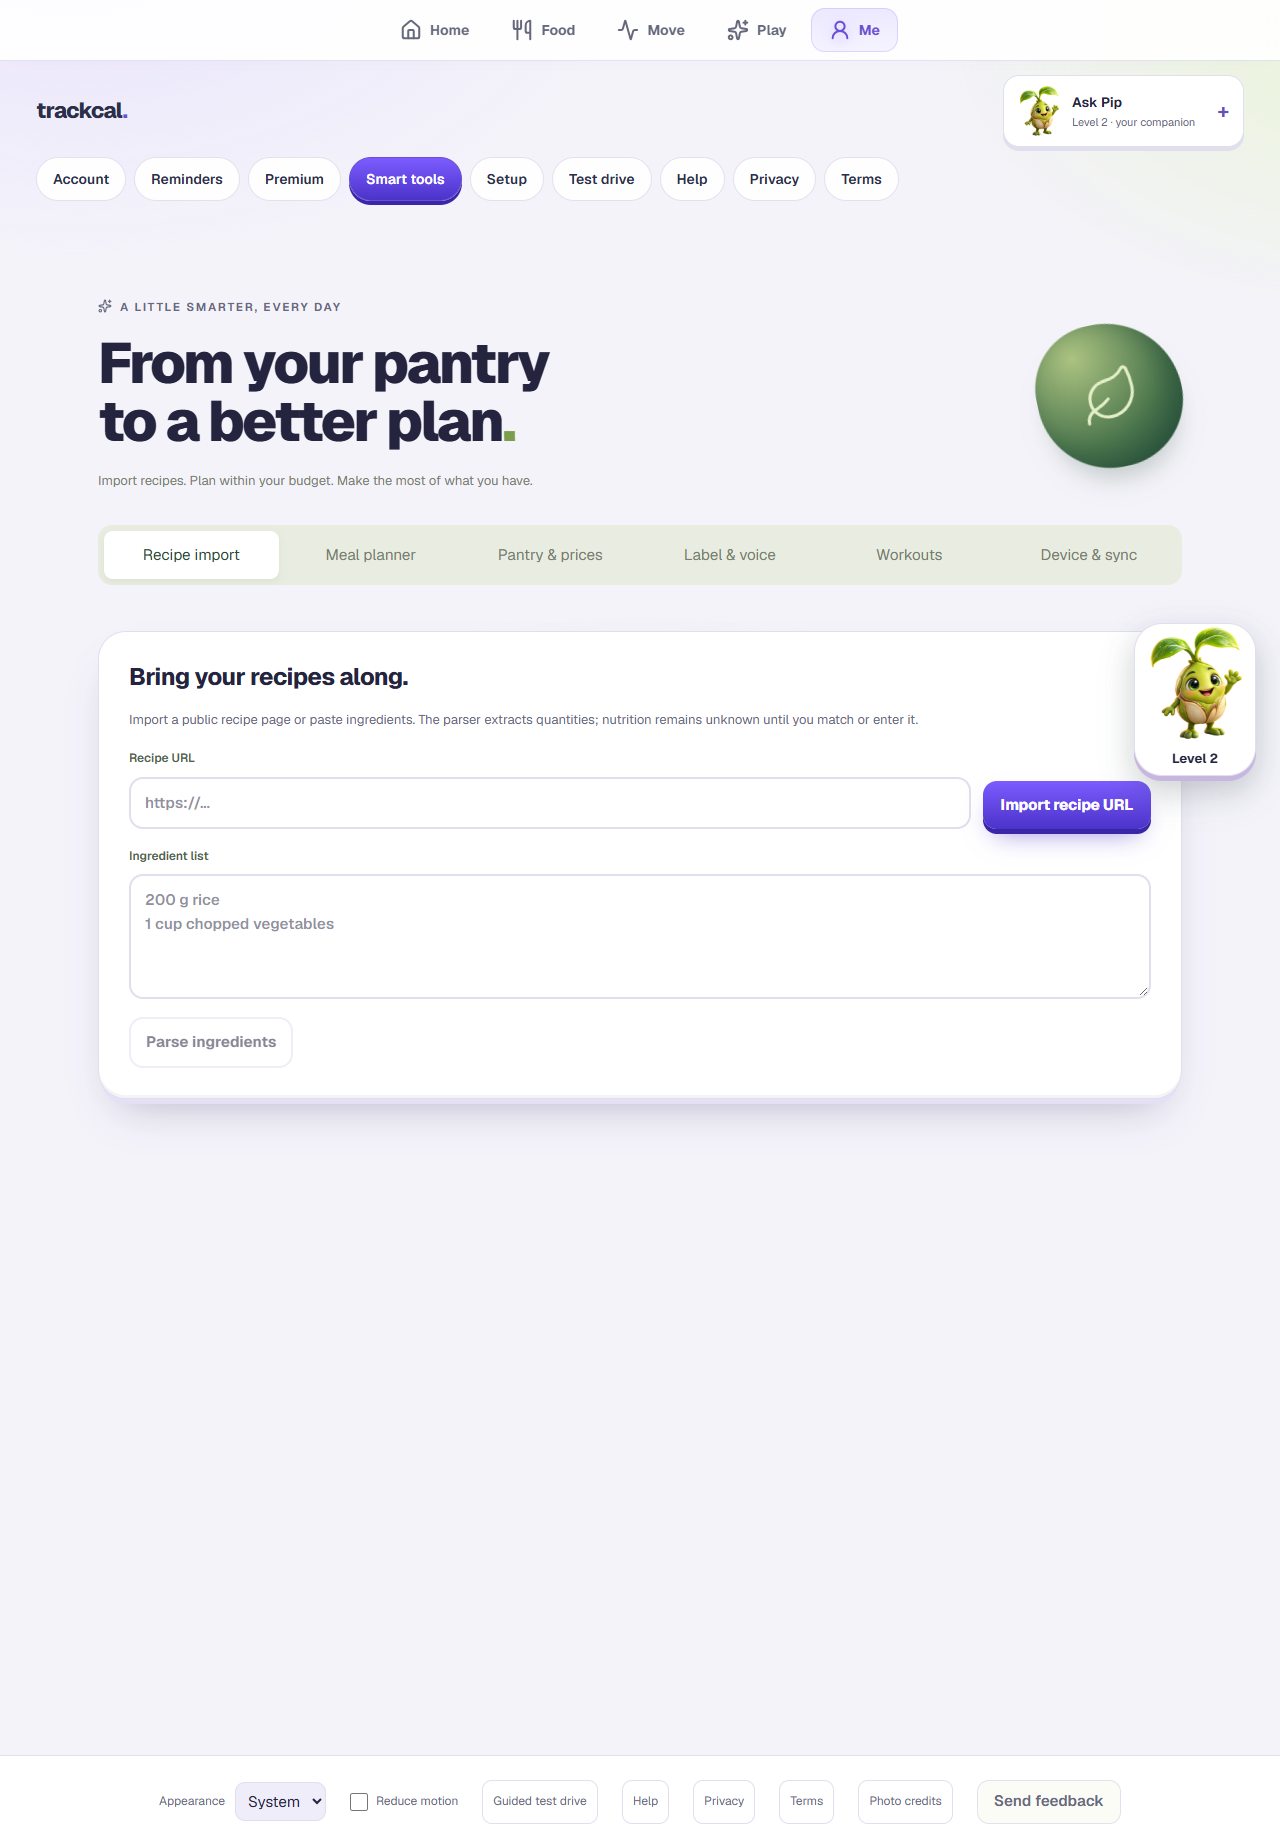 Home
Food
Move
Play
Me
trackcal.
Ask Pip
Level 2 · your companion
+
Account
Reminders
Premium
Smart tools
Setup
Test drive
Help
Privacy
Terms
A LITTLE SMARTER, EVERY DAY
From your pantry
to a better plan.
Import recipes. Plan within your budget. Make the most of what you have.
Recipe import
Meal planner
Pantry & prices
Label & voice
Workouts
Device & sync
Bring your recipes along.
Import a public recipe page or paste ingredients. The parser extracts quantities; nutrition remains unknown until you match or enter it.
Level 2
Recipe URL
https://...
Import recipe URL
Ingredient list
200 g rice
1 cup chopped vegetables
Parse ingredients
Appearance
System
Reduce motion
Guided test drive
Help
Privacy
Terms
Photo credits
Send feedback